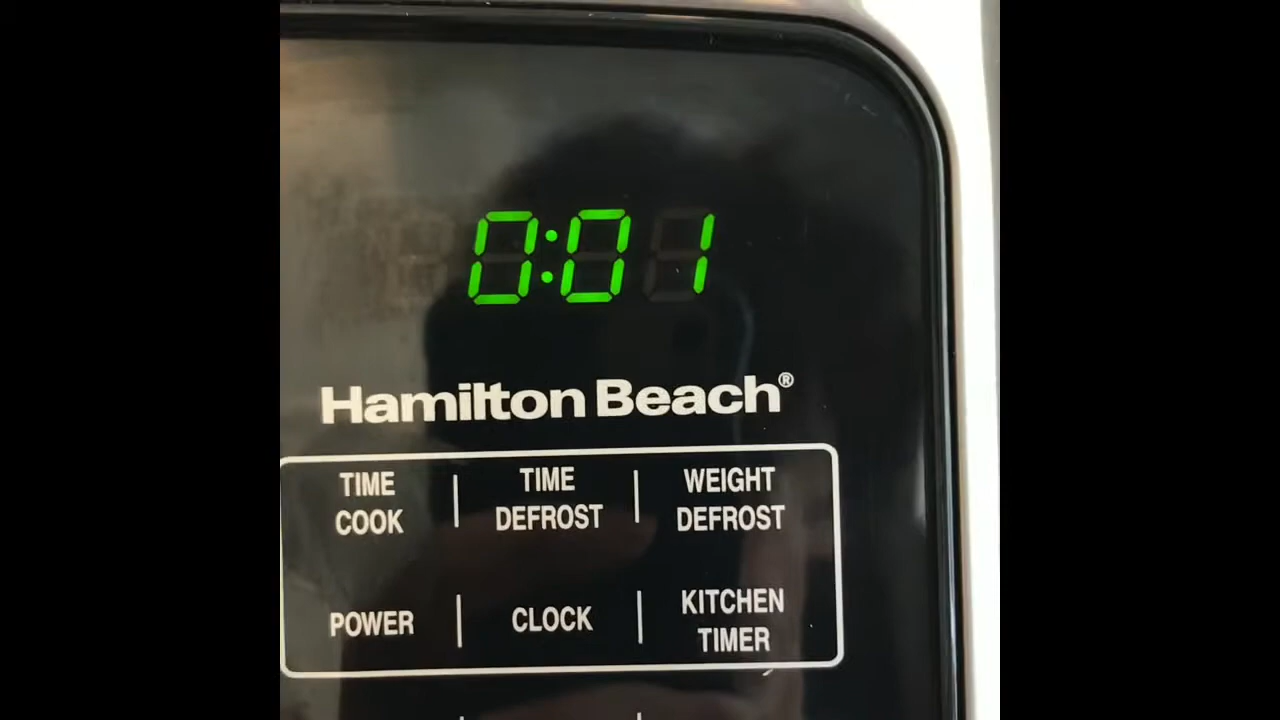 0:01
Hamilton Beach®
TIME COOK
TIME DEFROST
WEIGHT DEFROST
POWER
CLOCK
KITCHEN TIMER